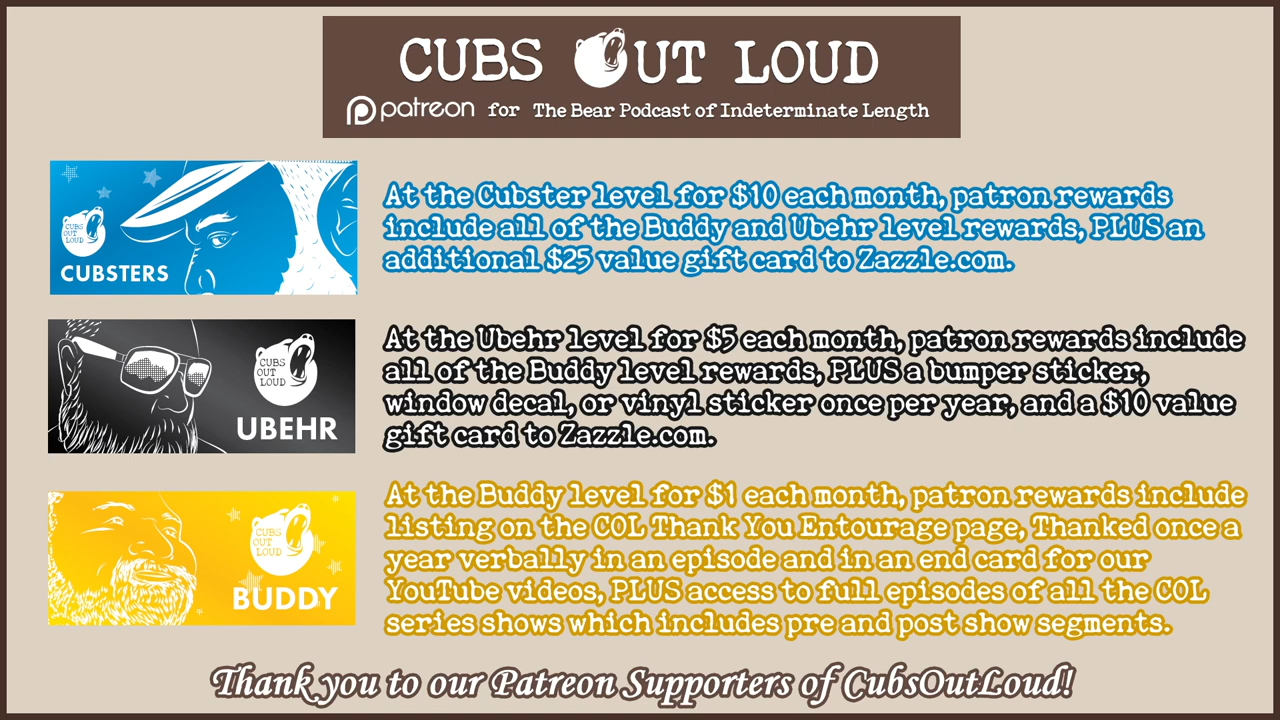 CUBS OUT LOUD
patreon for The Bear Podcast of Indeterminate Length
CUBS
OUT
LOUD
CUBSTERS
At the Cubster level for $10 each month, patron rewards
include all of the Buddy and Ubehr level rewards, PLUS an
additional $25 value gift card to Zazzle.com.
CUBS
OUT
LOUD
UBEHR
At the Ubehr level for $5 each month, patron rewards include
all of the Buddy level rewards, PLUS a bumper sticker,
window decal, or vinyl sticker once per year, and a $10 value
gift card to Zazzle.com.
CUBS
OUT
LOUD
BUDDY
At the Buddy level for $1 each month, patron rewards include
listing on the COL Thank You Entourage page, Thanked once a
year verbally in an episode and in an end card for our
YouTube videos, PLUS access to full episodes of all the COL
series shows which includes pre and post show segments.
Thank you to our Patreon Supporters of CubsOutLoud!